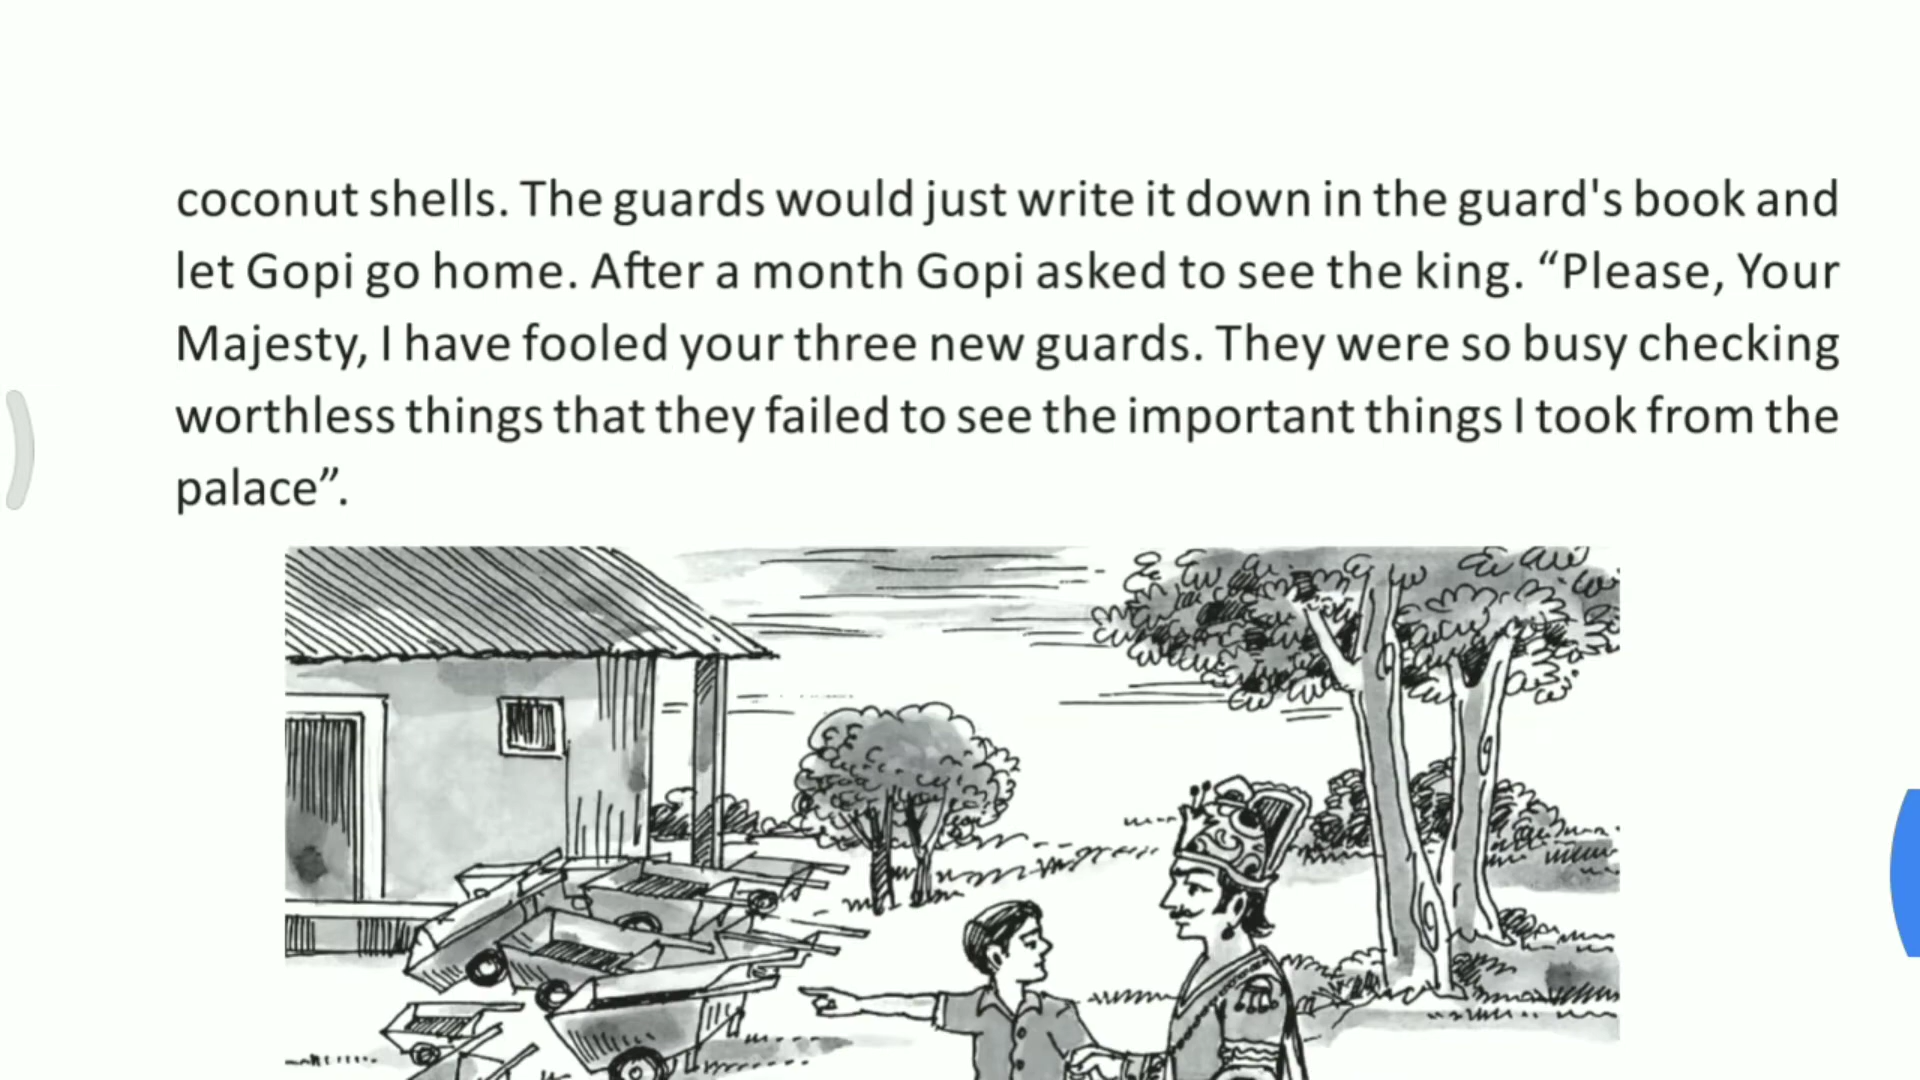 coconut shells. The guards would just write it down in the guard's book and
let Gopi go home. After a month Gopi asked to see the king. “Please, Your
Majesty, I have fooled your three new guards. They were so busy checking
worthless things that they failed to see the important things I took from the
palace”.